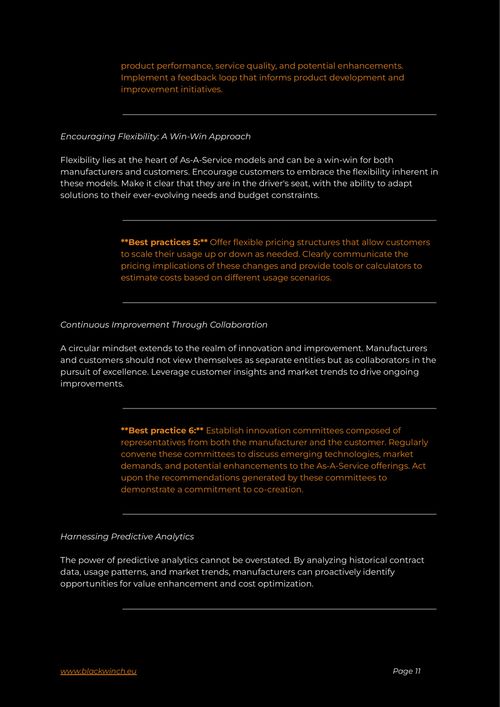 product performance, service quality, and potential enhancements.
Implement a feedback loop that informs product development and
improvement initiatives.
Encouraging Flexibility: A Win-Win Approach
Flexibility lies at the heart of As-A-Service models and can be a win-win for both
manufacturers and customers. Encourage customers to embrace the flexibility inherent in
these models. Make it clear that they are in the driver's seat, with the ability to adapt
solutions to their ever-evolving needs and budget constraints.
**Best practices 5:** Offer flexible pricing structures that allow customers
to scale their usage up or down as needed. Clearly communicate the
pricing implications of these changes and provide tools or calculators to
estimate costs based on different usage scenarios.
Continuous Improvement Through Collaboration
A circular mindset extends to the realm of innovation and improvement. Manufacturers
and customers should not view themselves as separate entities but as collaborators in the
pursuit of excellence. Leverage customer insights and market trends to drive ongoing
improvements.
**Best practice 6:** Establish innovation committees composed of
representatives from both the manufacturer and the customer. Regularly
convene these committees to discuss emerging technologies, market
demands, and potential enhancements to the As-A-Service offerings. Act
upon the recommendations generated by these committees to
demonstrate a commitment to co-creation.
Harnessing Predictive Analytics
The power of predictive analytics cannot be overstated. By analyzing historical contract
data, usage patterns, and market trends, manufacturers can proactively identify
opportunities for value enhancement and cost optimization.
www.blackwinch.eu
Page 11